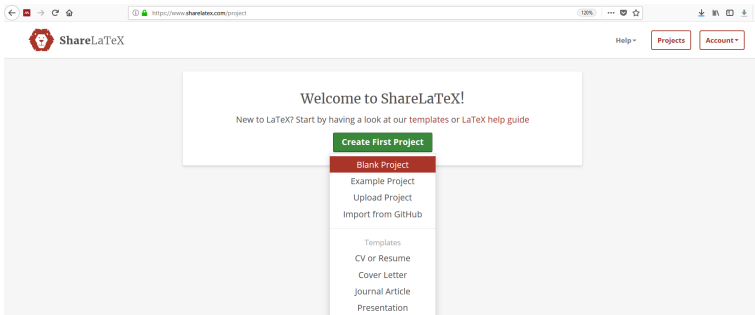 https://www.sharelatex.com/project
120%
ShareLaTeX
Help
Projects
Account
Welcome to ShareLaTeX!
New to LaTeX? Start by having a look at our templates or LaTeX help guide
Create First Project
Blank Project
Example Project
Upload Project
Import from GitHub
Templates
CV or Resume
Cover Letter
Journal Article
Presentation